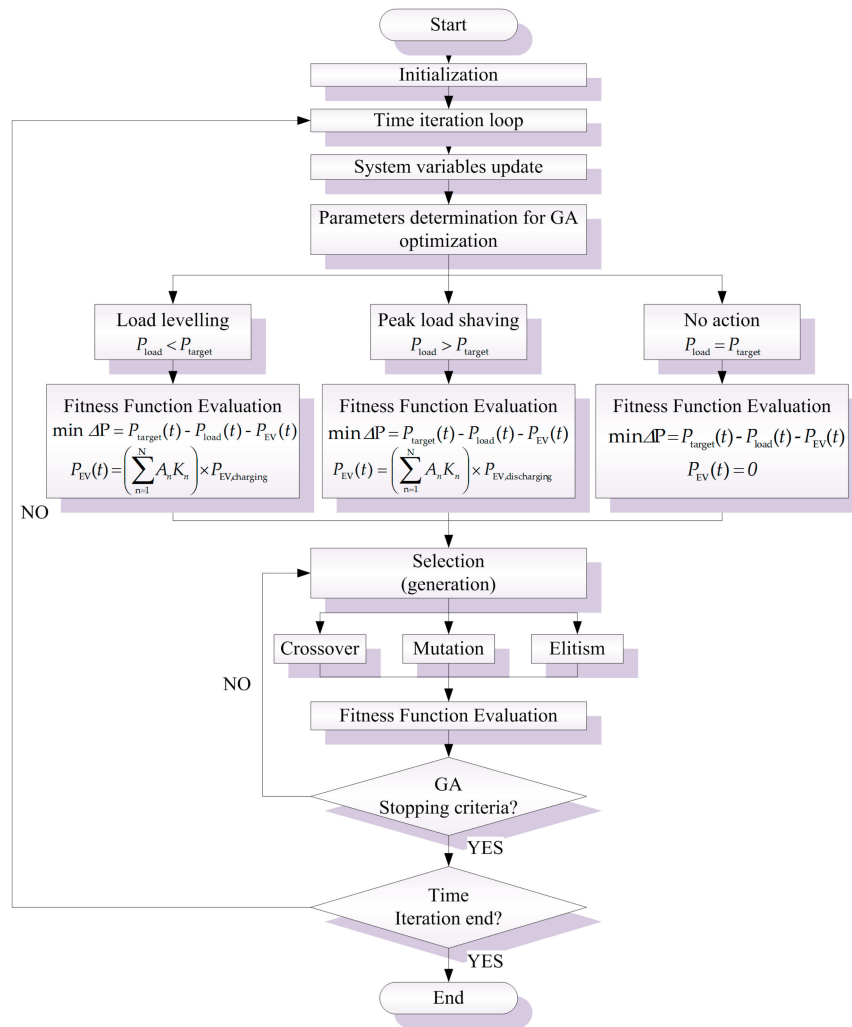 Start
Initialization
Time iteration loop
System variables update
Parameters determination for GA
optimization
Load levelling
P_load < P_target
Peak load shaving
P_load > P_target
No action
P_load = P_target
Fitness Function Evaluation
min ΔP = P_target(t) - P_load(t) - P_EV(t)
P_EV(t) = (∑_{n=1}^{N} A_n K_n) × P_EV,charging
Fitness Function Evaluation
min ΔP = P_target(t) - P_load(t) - P_EV(t)
P_EV(t) = (∑_{n=1}^{N} A_n K_n) × P_EV,discharging
Fitness Function Evaluation
min ΔP = P_target(t) - P_load(t) - P_EV(t)
P_EV(t) = 0
NO
Selection
(generation)
Crossover
Mutation
Elitism
NO
Fitness Function Evaluation
GA
Stopping criteria?
YES
Time
Iteration end?
YES
End